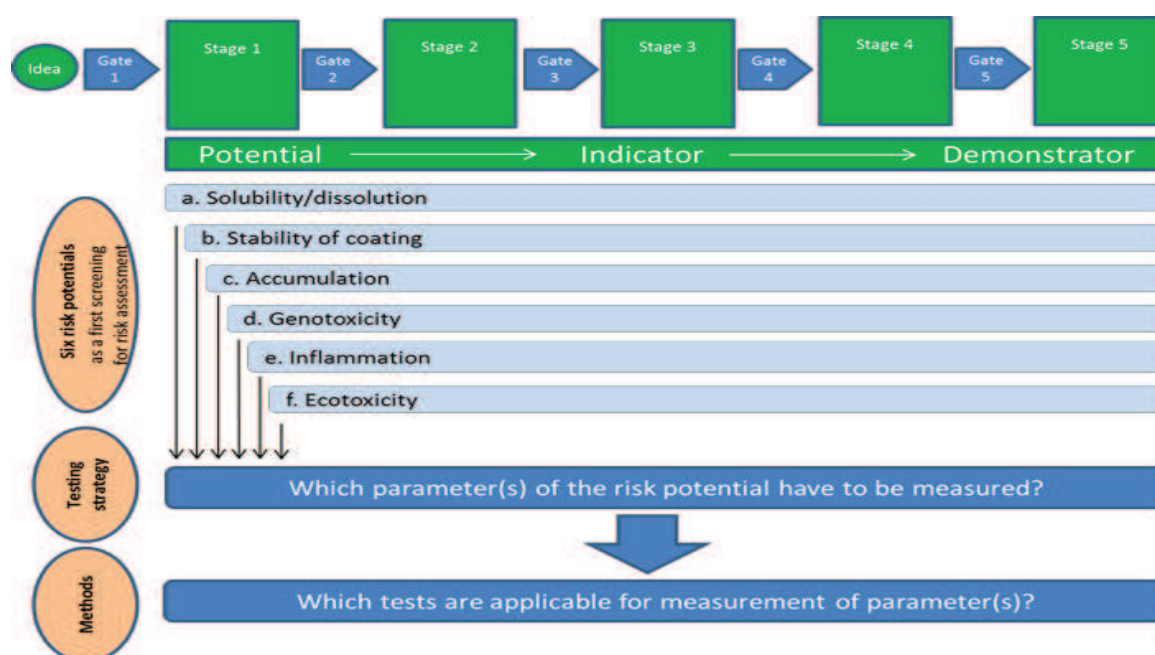 Idea
Gate
1
Stage 1
Gate
2
Stage 2
Gate
3
Stage 3
Gate
4
Stage 4
Gate
5
Stage 5
Potential
Indicator
Demonstrator
Six risk potentials
as a first screening
for risk assessment
a. Solubility/dissolution
b. Stability of coating
c. Accumulation
d. Genotoxicity
e. Inflammation
f. Ecotoxicity
Testing
strategy
Which parameter(s) of the risk potential have to be measured?
Methods
Which tests are applicable for measurement of parameter(s)?